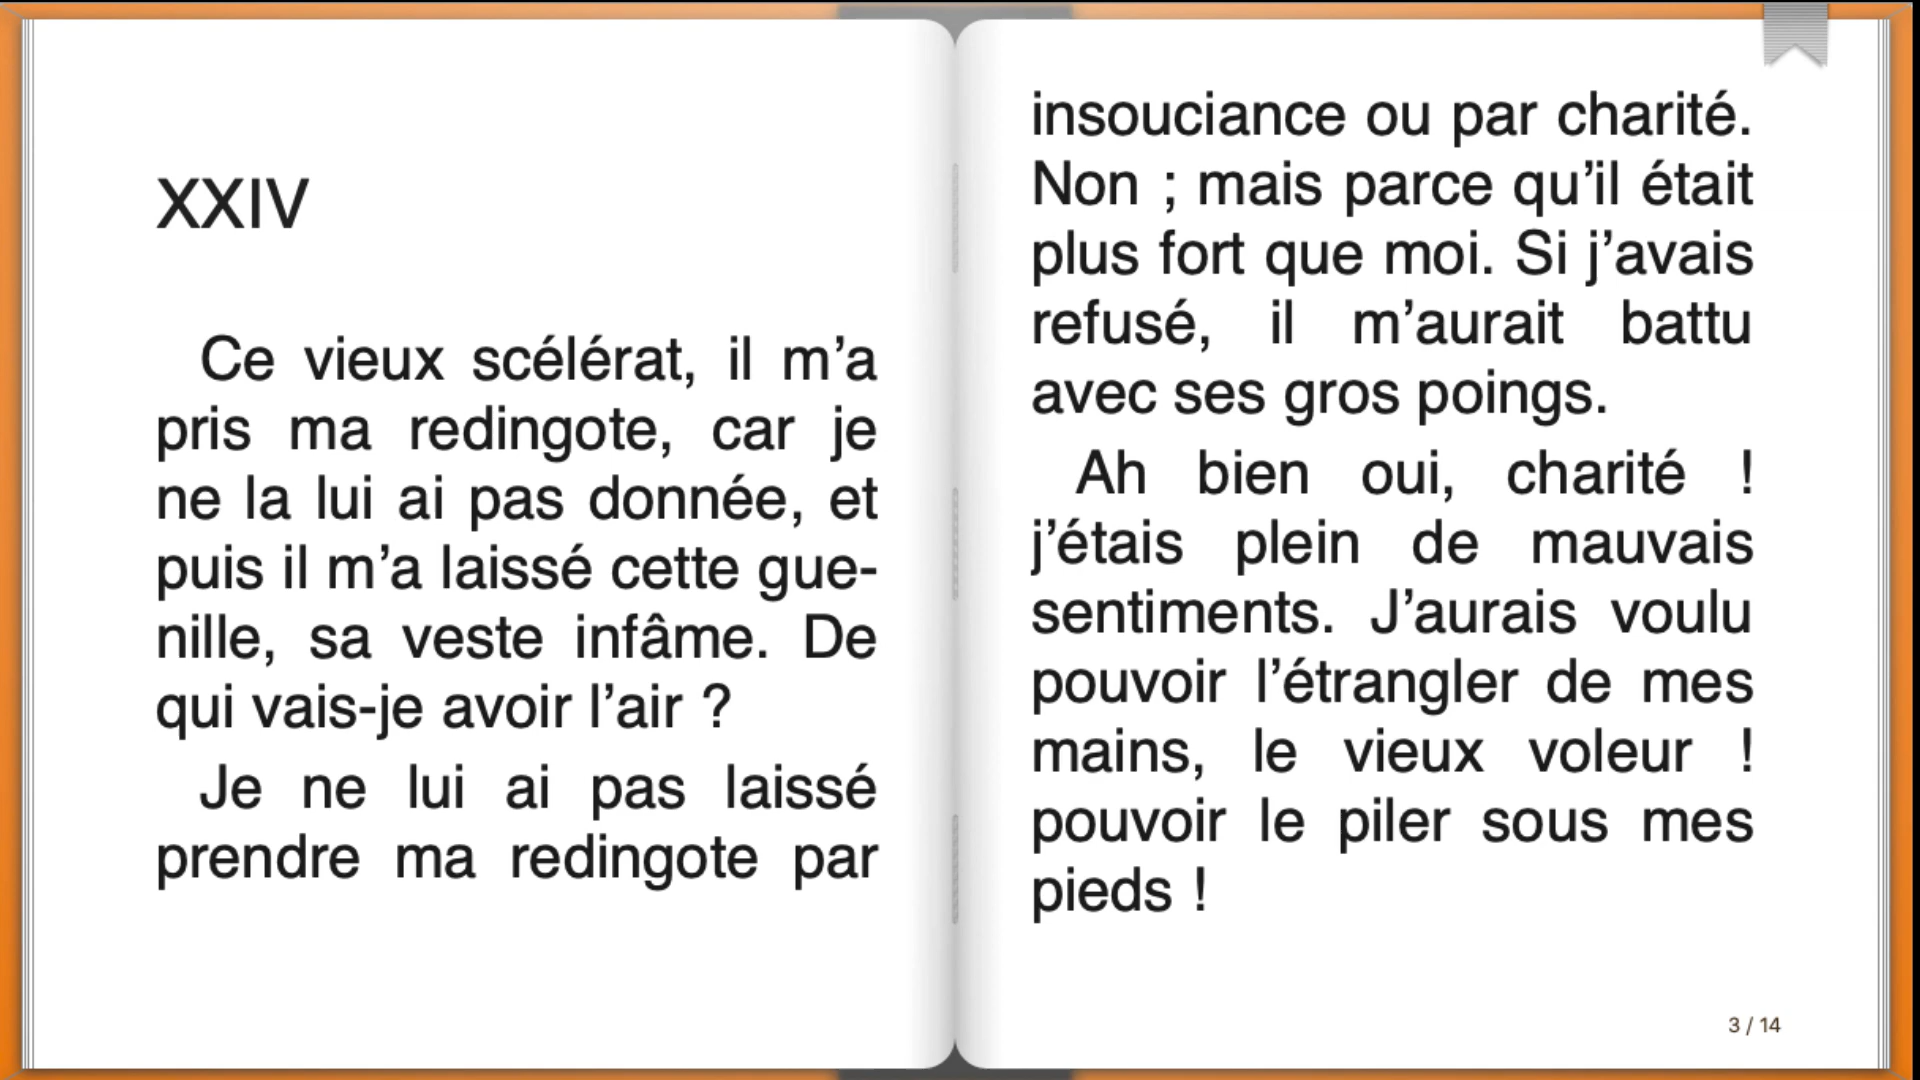 XXIV
Ce vieux scélérat, il m’a
pris ma redingote, car je
ne la lui ai pas donnée, et
puis il m’a laissé cette gue-
nille, sa veste infâme. De
qui vais-je avoir l’air ?
Je ne lui ai pas laissé
prendre ma redingote par
insouciance ou par charité.
Non ; mais parce qu’il était
plus fort que moi. Si j’avais
refusé, il m’aurait battu
avec ses gros poings.
Ah bien oui, charité !
j’étais plein de mauvais
sentiments. J’aurais voulu
pouvoir l’étrangler de mes
mains, le vieux voleur !
pouvoir le piler sous mes
pieds !
3 / 14